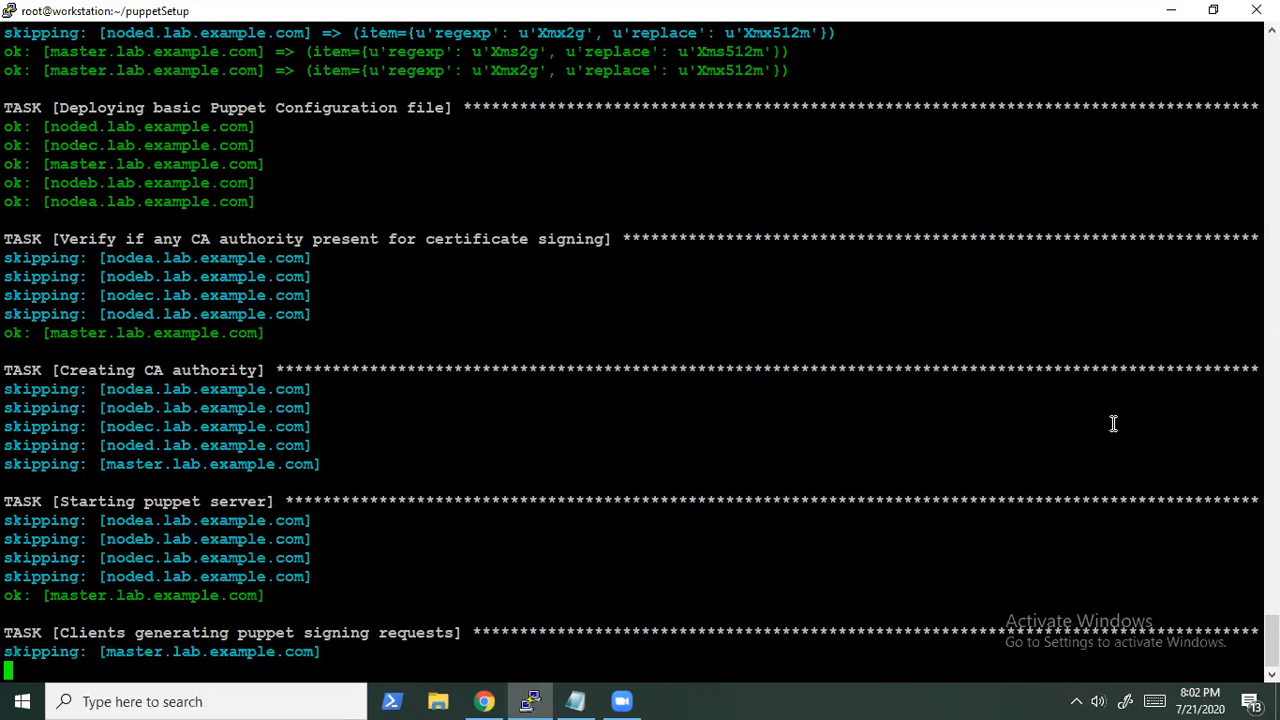 root@workstation:~/puppetSetup
skipping: [noded.lab.example.com] => (item={u'regexp': u'Xmx2g', u'replace': u'Xmx512m'})
ok: [master.lab.example.com] => (item={u'regexp': u'Xms2g', u'replace': u'Xms512m'})
ok: [master.lab.example.com] => (item={u'regexp': u'Xmx2g', u'replace': u'Xmx512m'})
TASK [Deploying basic Puppet Configuration file] *************************************************************************************
ok: [noded.lab.example.com]
ok: [nodec.lab.example.com]
ok: [master.lab.example.com]
ok: [nodeb.lab.example.com]
ok: [nodea.lab.example.com]
TASK [Verify if any CA authority present for certificate signing] ********************************************************************
skipping: [nodea.lab.example.com]
skipping: [nodeb.lab.example.com]
skipping: [nodec.lab.example.com]
skipping: [noded.lab.example.com]
ok: [master.lab.example.com]
TASK [Creating CA authority] *********************************************************************************************************
skipping: [nodea.lab.example.com]
skipping: [nodeb.lab.example.com]
skipping: [nodec.lab.example.com]
skipping: [noded.lab.example.com]
skipping: [master.lab.example.com]
TASK [Starting puppet server] ********************************************************************************************************
skipping: [nodea.lab.example.com]
skipping: [nodeb.lab.example.com]
skipping: [nodec.lab.example.com]
skipping: [noded.lab.example.com]
ok: [master.lab.example.com]
TASK [Clients generating puppet signing requests] ************************************************************************************
skipping: [master.lab.example.com]
Activate Windows
Go to Settings to activate Windows.
Type here to search
8:02 PM
7/21/2020
13